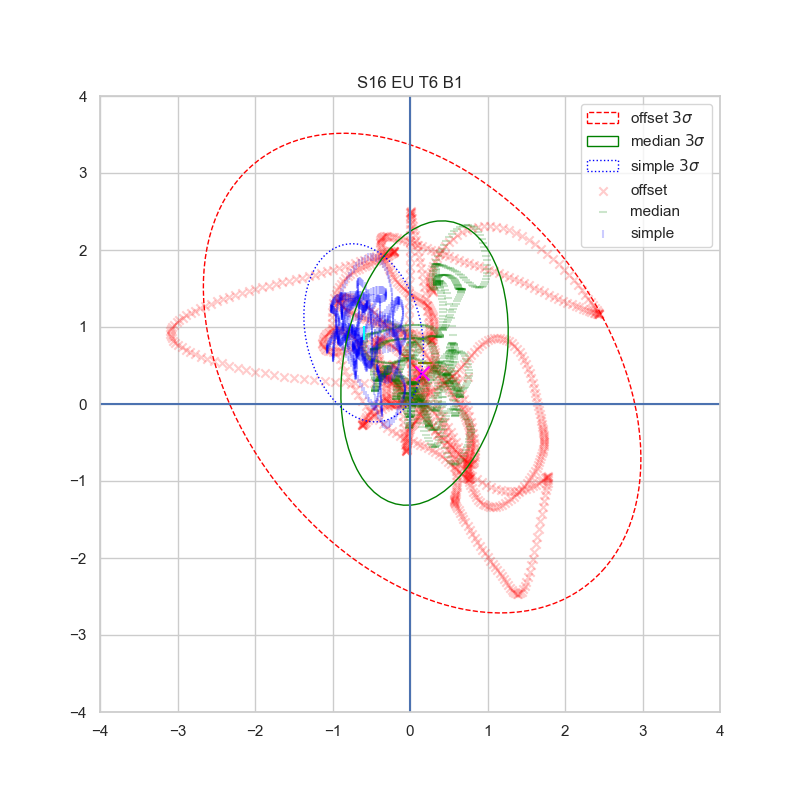 S16 EU T6 B1
offset 3σ
median 3σ
simple 3σ
offset
median
simple
4
3
2
1
0
−1
−2
−3
−4
−4 −3 −2 −1 0 1 2 3 4